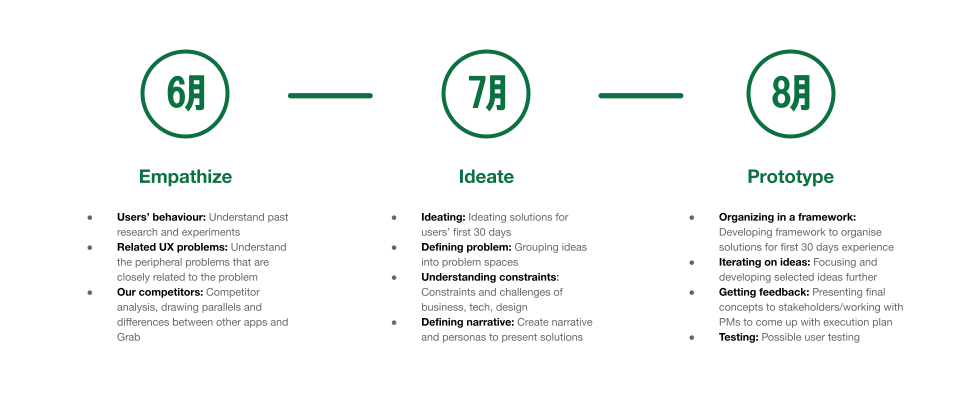 6月
Empathize
● Users’ behaviour: Understand past
research and experiments
● Related UX problems: Understand
the peripheral problems that are
closely related to the problem
● Our competitors: Competitor
analysis, drawing parallels and
differences between other apps and
Grab
7月
Ideate
● Ideating: Ideating solutions for
users’ first 30 days
● Defining problem: Grouping ideas
into problem spaces
● Understanding constraints:
Constraints and challenges of
business, tech, design
● Defining narrative: Create narrative
and personas to present solutions
8月
Prototype
● Organizing in a framework:
Developing framework to organise
solutions for first 30 days experience
● Iterating on ideas: Focusing and
developing selected ideas further
● Getting feedback: Presenting final
concepts to stakeholders/working with
PMs to come up with execution plan
● Testing: Possible user testing